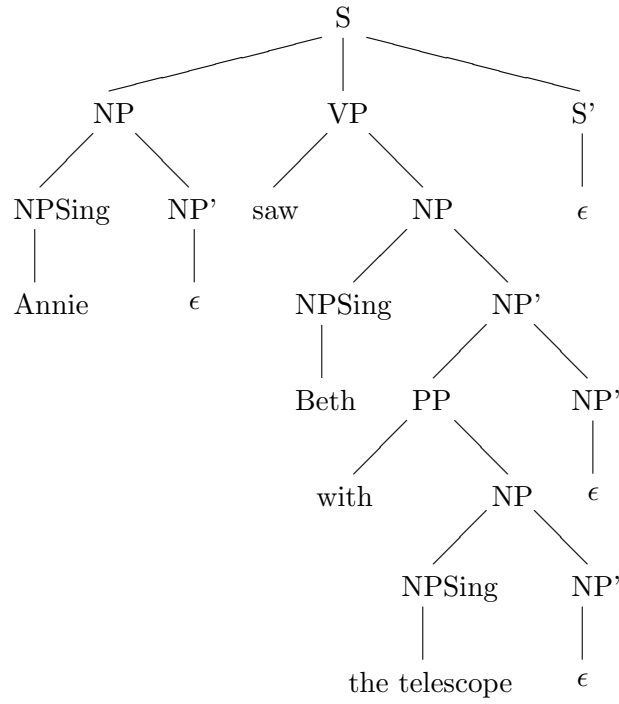 S
NP VP S’
NPSing NP’ saw NP ϵ
Annie ϵ NPSing NP’
Beth PP NP’
with NP ϵ
NPSing NP’
the telescope ϵ